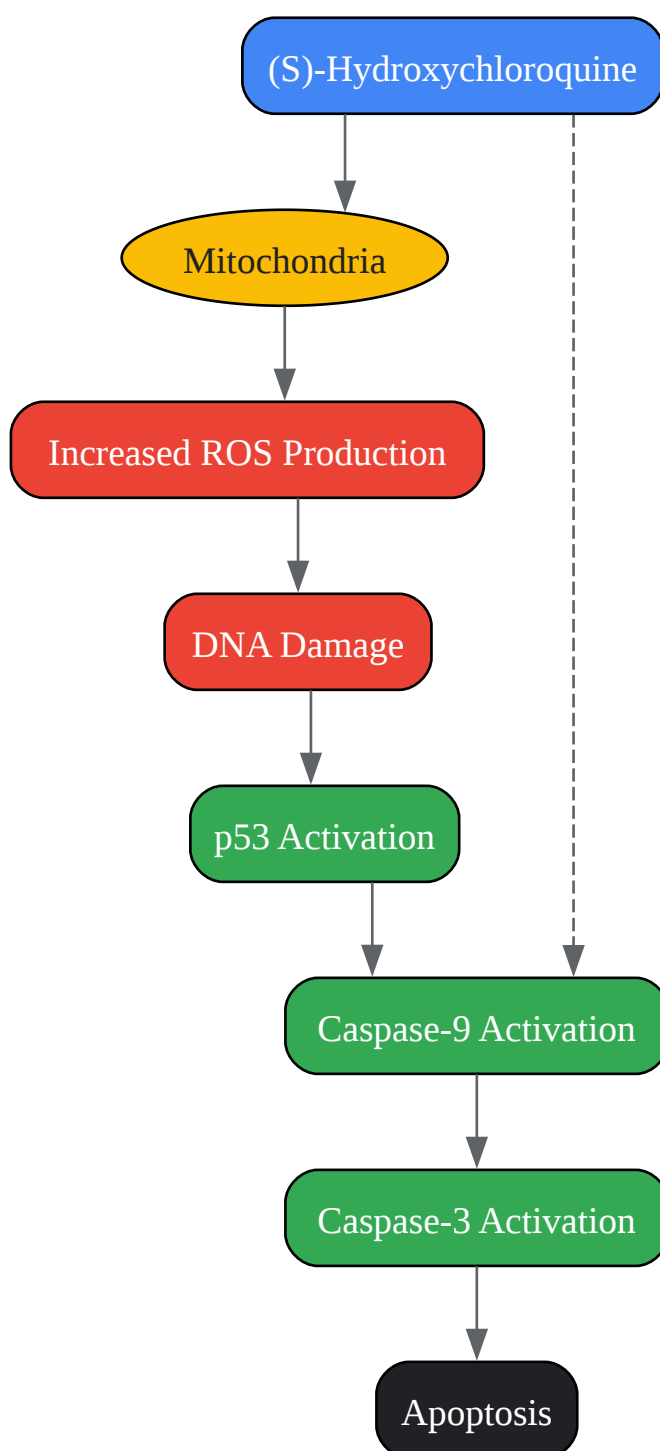 (S)-Hydroxychloroquine
Mitochondria
Increased ROS Production
DNA Damage
p53 Activation
Caspase-9 Activation
Caspase-3 Activation
Apoptosis